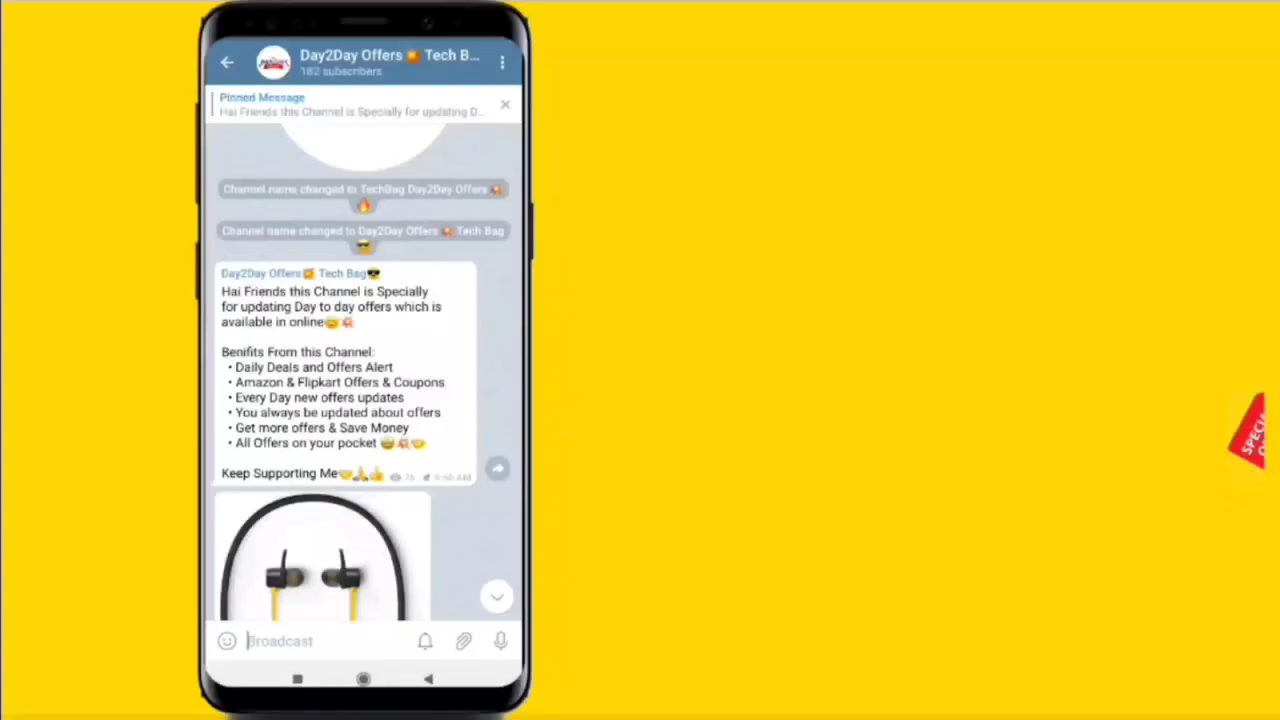 Day2Day Offers💥 Tech B...
182 subscribers
Pinned Message
Hai Friends this Channel is Specially for updating D...
Channel name changed to TechBag Day2Day Offers 💥
🔥
Channel name changed to Day2Day Offers 💥 Tech Bag
😎
Day2Day Offers💥 Tech Bag😎
Hai Friends this Channel is Specially
for updating Day to day offers which is
available in online🤝💥
Benifits From this Channel:
• Daily Deals and Offers Alert
• Amazon & Flipkart Offers & Coupons
• Every Day new offers updates
• You always be updated about offers
• Get more offers & Save Money
• All Offers on your pocket 🤩💥🤝
Keep Supporting Me🤝🙏👍
Broadcast